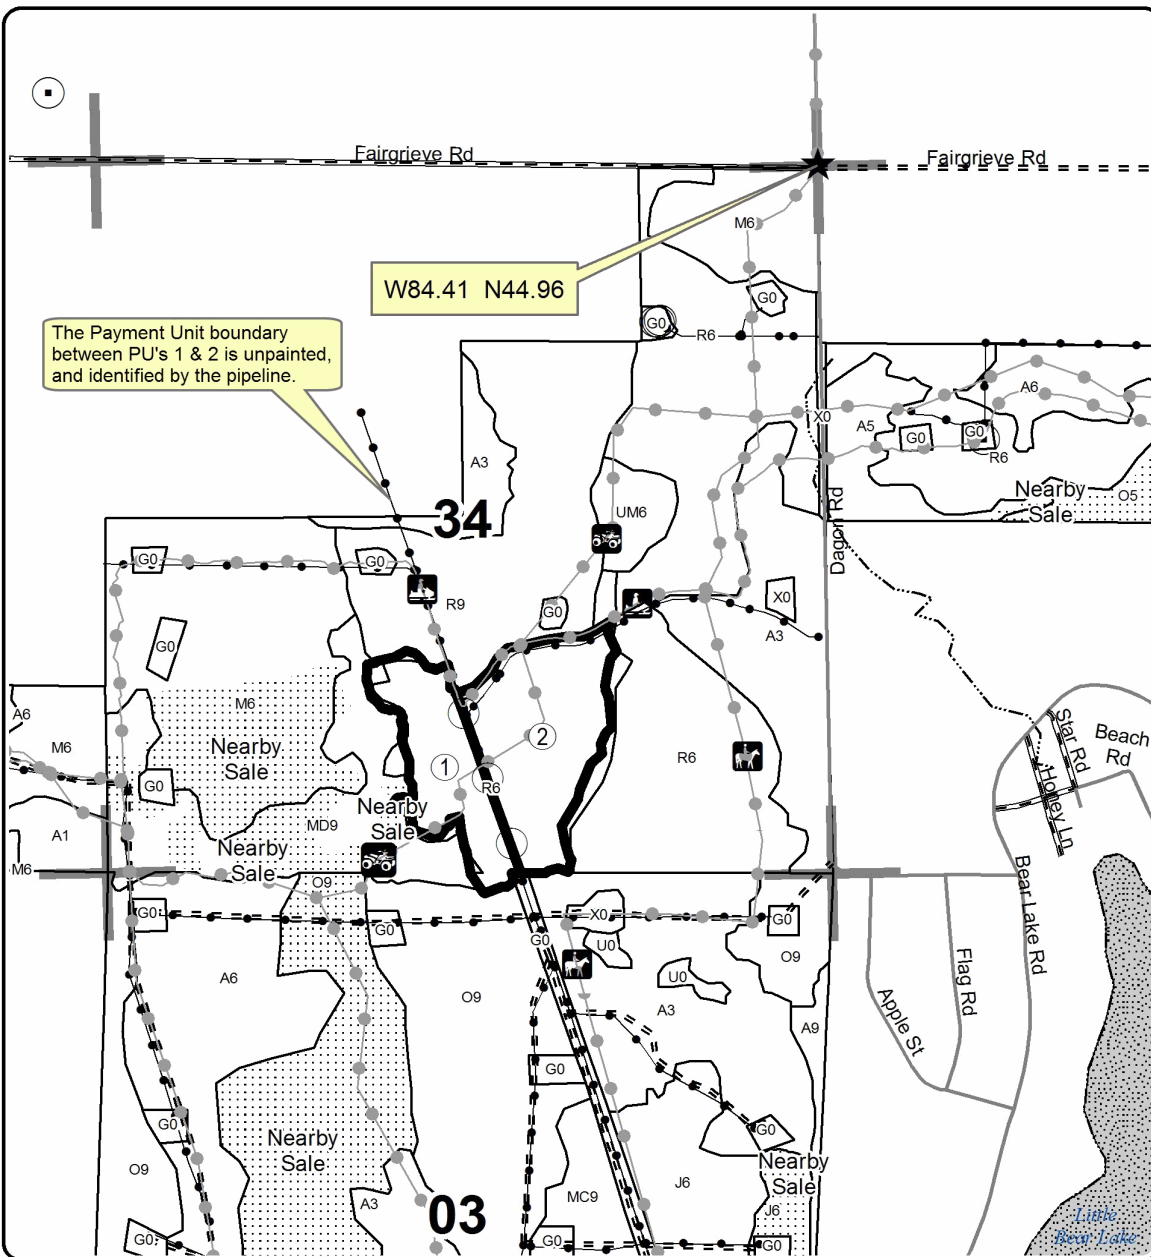 Fairgrieve Rd
Fairgrieve Rd
M6
W84.41 N44.96
G0
G0
R6
The Payment Unit boundary
between PU's 1 & 2 is unpainted,
and identified by the pipeline.
A6
X0
A5
G0
G0
R6
A3
Nearby
Sale
O5
34
UM6
Dagon Rd
G0
G0
R9
G0
X0
A3
G0
M6
A6
M6
Nearby
Sale
Star Rd
Beach
Rd
2
1
R6
R6
G0
Honey Ln
Nearby
Sale
MD9
A1
Nearby
Sale
M6
O9
Bear Lake Rd
G0
G0
X0
G0
G0
U0
O9
A6
O9
U0
A3
A9
Flag Rd
Apple St
G0
G0
G0
Nearby
Sale
O9
Nearby
Sale
J6
MC9
A3
03
J6
G0
G0
G0
Little
Bear Lake